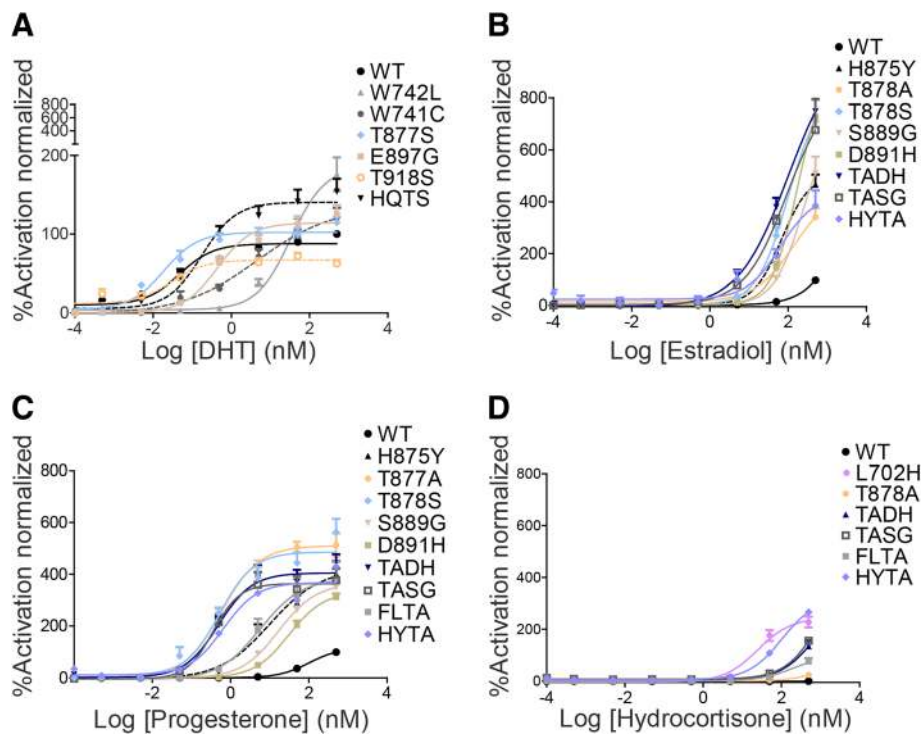 A
%Activation normalized
800
600
400
200
100
0
-4
-2
0
2
4
Log [DHT] (nM)
WT
W742L
W741C
T877S
E897G
T918S
HQTS
B
%Activation normalized
800
600
400
200
0
-4
-2
0
2
4
Log [Estradiol] (nM)
WT
H875Y
T878A
T878S
S889G
D891H
TADH
TASG
HYTA
C
%Activation normalized
800
600
400
200
0
-4
-2
0
2
4
Log [Progesterone] (nM)
WT
H875Y
T877A
T878S
S889G
D891H
TADH
TASG
FLTA
HYTA
D
%Activation normalized
800
600
400
200
0
-4
-2
0
2
4
Log [Hydrocortisone] (nM)
WT
L702H
T878A
TADH
TASG
FLTA
HYTA